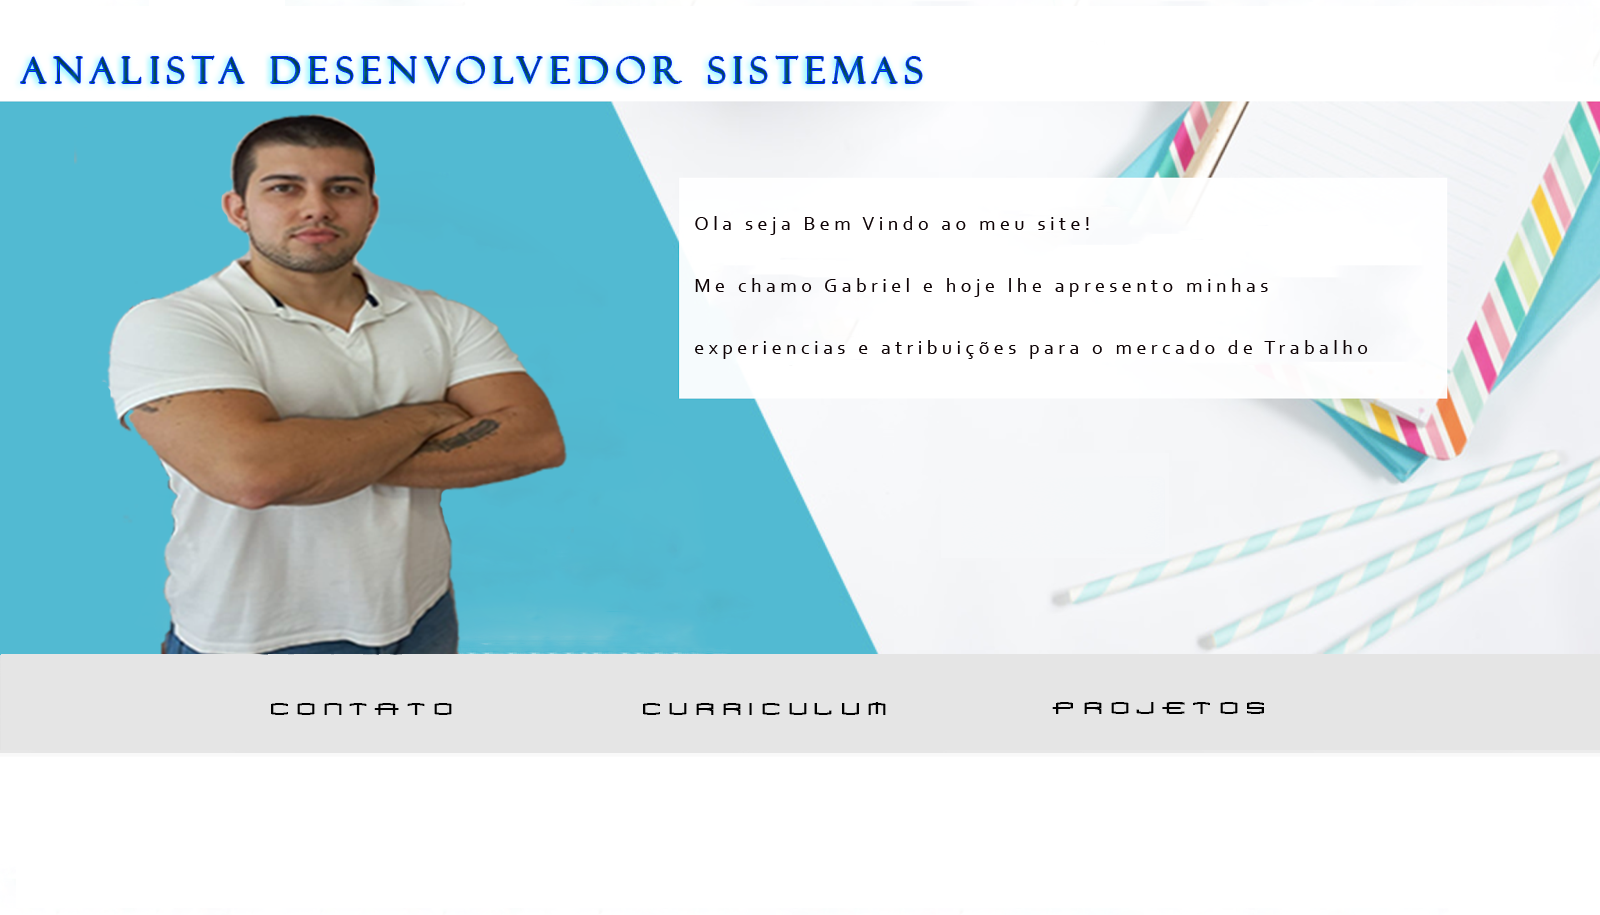 ANALISTA DESENVOLVEDOR SISTEMAS
Ola seja Bem Vindo ao meu site!
Me chamo Gabriel e hoje lhe apresento minhas
experiencias e atribuições para o mercado de Trabalho
CONTATO
CURRICULUM
PROJETOS